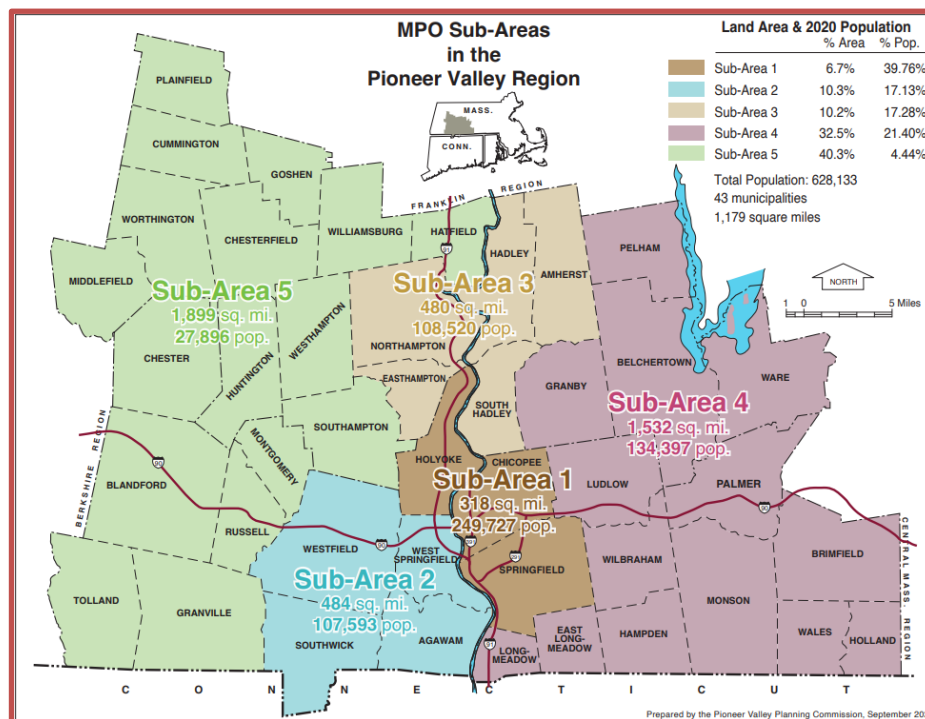 MPO Sub-Areas
in the
Pioneer Valley Region
MASS.
CONN.
Land Area & 2020 Population
% Area % Pop.
Sub-Area 1 6.7% 39.76%
Sub-Area 2 10.3% 17.13%
Sub-Area 3 10.2% 17.28%
Sub-Area 4 32.5% 21.40%
Sub-Area 5 40.3% 4.44%
Total Population: 628,133
43 municipalities
1,179 square miles
NORTH
1 0 5 Miles
PLAINFIELD
CUMMINGTON
GOSHEN
WORTHINGTON
CHESTERFIELD
WILLIAMSBURG
FRANKLIN REGION
HATFIELD
91
HADLEY
AMHERST
PELHAM
MIDDLEFIELD
Sub-Area 5
1,899 sq. mi.
27,896 pop.
Sub-Area 3
480 sq. mi.
108,520 pop.
CHESTER
HUNTINGTON
WESTHAMPTON
NORTHAMPTON
EASTHAMPTON
SOUTH
HADLEY
GRANBY
BELCHERTOWN
WARE
Sub-Area 4
1,532 sq. mi.
134,397 pop.
BERKSHIRE REGION
90
BLANDFORD
MONTGOMERY
SOUTHAMPTON
HOLYOKE
CHICOPEE
Sub-Area 1
318 sq. mi.
249,727 pop.
LUDLOW
PALMER
90
RUSSELL
WESTFIELD
90
WEST
SPRINGFIELD
391
291
SPRINGFIELD
WILBRAHAM
BRIMFIELD
CENTRAL MASS. REGION
Sub-Area 2
484 sq. mi.
107,593 pop.
TOLLAND
GRANVILLE
SOUTHWICK
AGAWAM
91
LONG-
MEADOW
EAST
LONG-
MEADOW
HAMPDEN
MONSON
WALES
HOLLAND
CONNECTICUT
Prepared by the Pioneer Valley Planning Commission, September